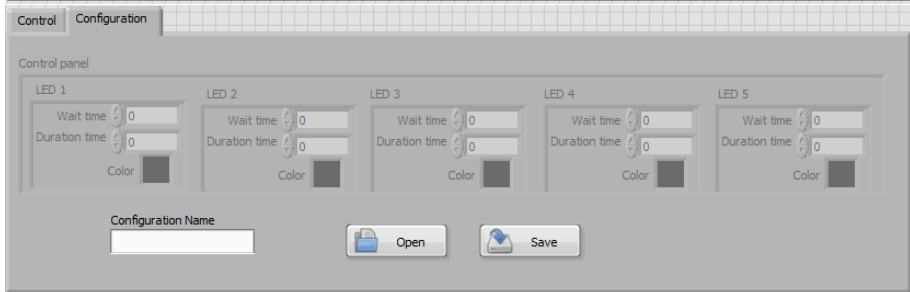 Control Configuration
Control panel
LED 1 LED 2 LED 3 LED 4 LED 5
Wait time 0 Wait time 0 Wait time 0 Wait time 0 Wait time 0
Duration time 0 Duration time 0 Duration time 0 Duration time 0 Duration time 0
Color Color Color Color Color
Configuration Name
Open Save